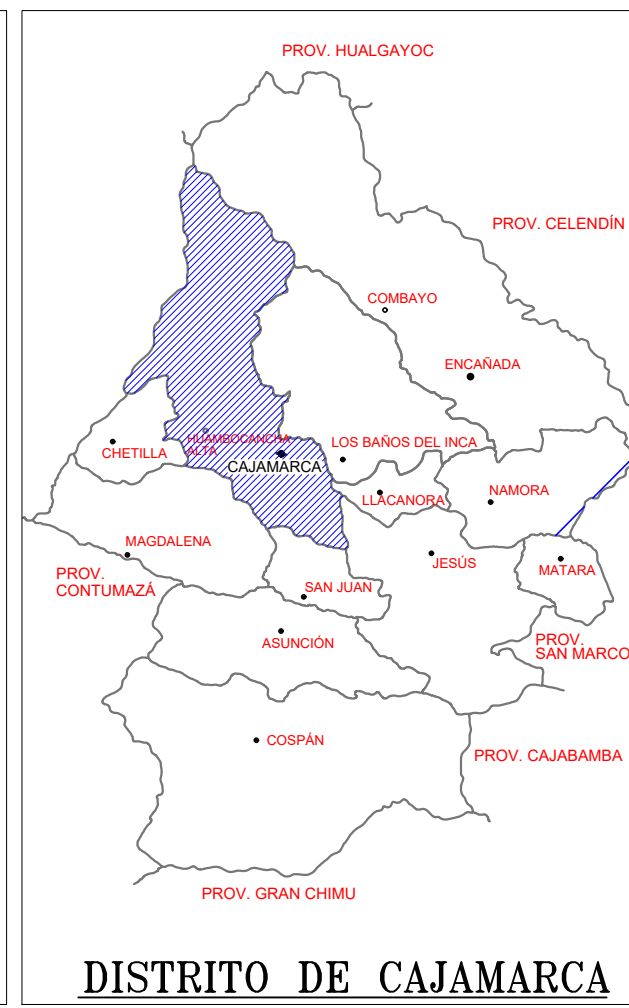 PROV. HUALGAYOC
PROV. CELENDÍN
COMBAYO
ENCAÑADA
HUAMBOCANCHA
ALTA
CHETILLA
LOS BAÑOS DEL INCA
CAJAMARCA
LLACANORA
NAMORA
MAGDALENA
JESÚS
MATARA
PROV.
CONTUMAZÁ
SAN JUAN
ASUNCIÓN
PROV.
SAN MARCO
COSPÁN
PROV. CAJABAMBA
PROV. GRAN CHIMU
DISTRITO DE CAJAMARCA